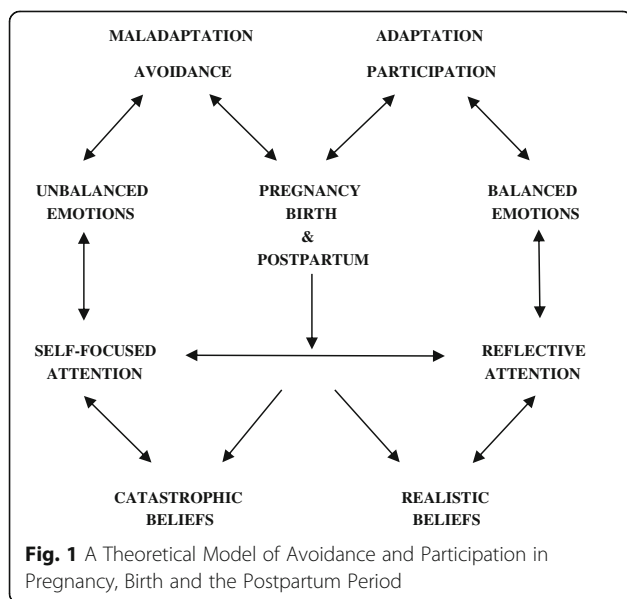 MALADAPTATION
ADAPTATION
AVOIDANCE
PARTICIPATION
UNBALANCED
EMOTIONS
PREGNANCY
BIRTH
&
POSTPARTUM
BALANCED
EMOTIONS
SELF-FOCUSED
ATTENTION
REFLECTIVE
ATTENTION
CATASTROPHIC
BELIEFS
REALISTIC
BELIEFS
Fig. 1 A Theoretical Model of Avoidance and Participation in
Pregnancy, Birth and the Postpartum Period